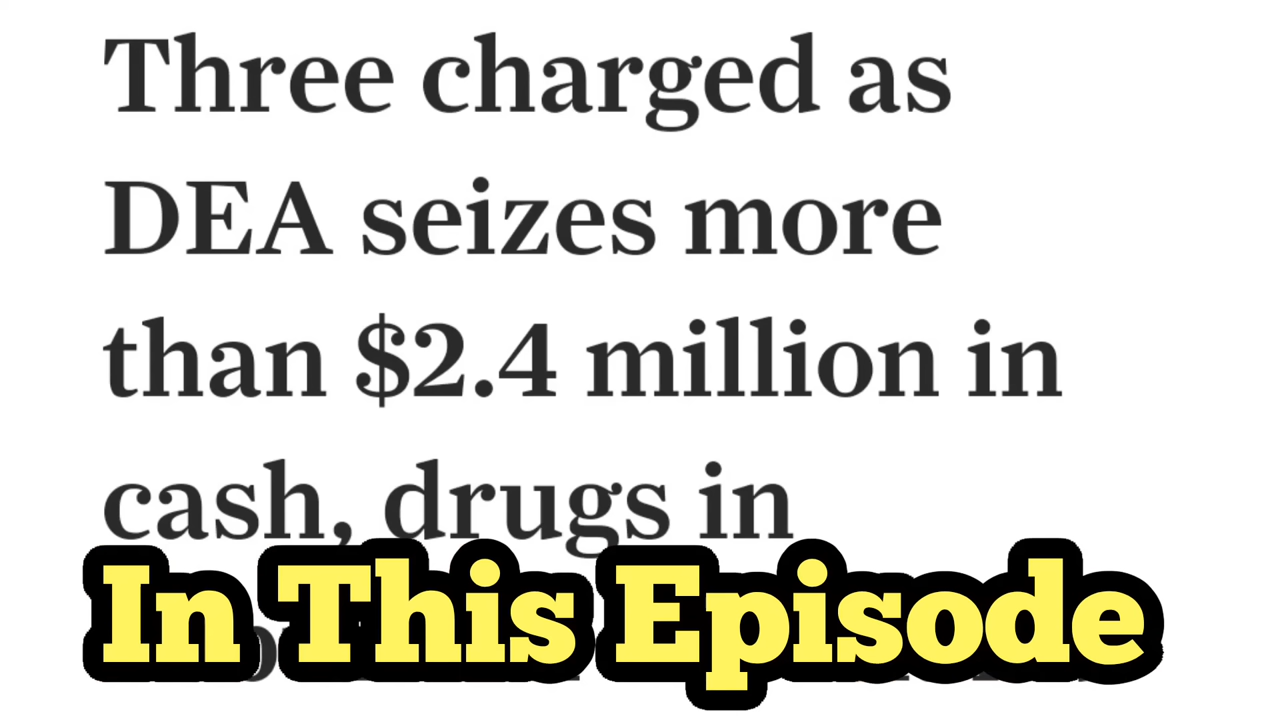 Three charged as
DEA seizes more
than $2.4 million in
cash, drugs in
In This Episode